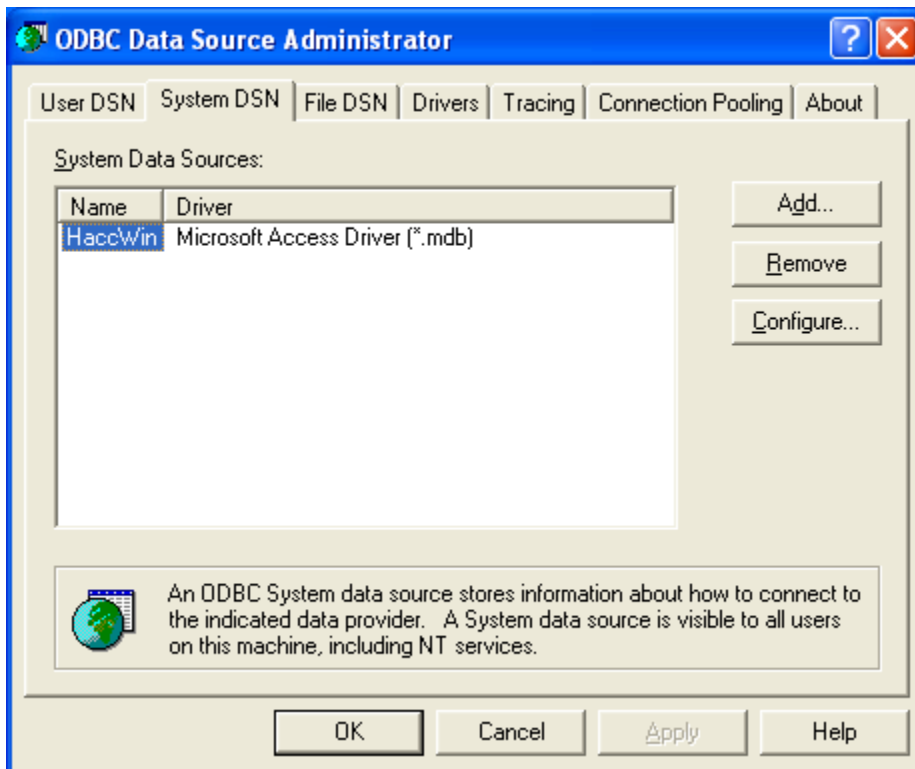 ODBC Data Source Administrator
User DSN System DSN File DSN Drivers Tracing Connection Pooling About
System Data Sources:
Name Driver
HaccWin Microsoft Access Driver (*.mdb)
Add...
Remove
Configure...
An ODBC System data source stores information about how to connect to
the indicated data provider. A System data source is visible to all users
on this machine, including NT services.
OK Cancel Apply Help